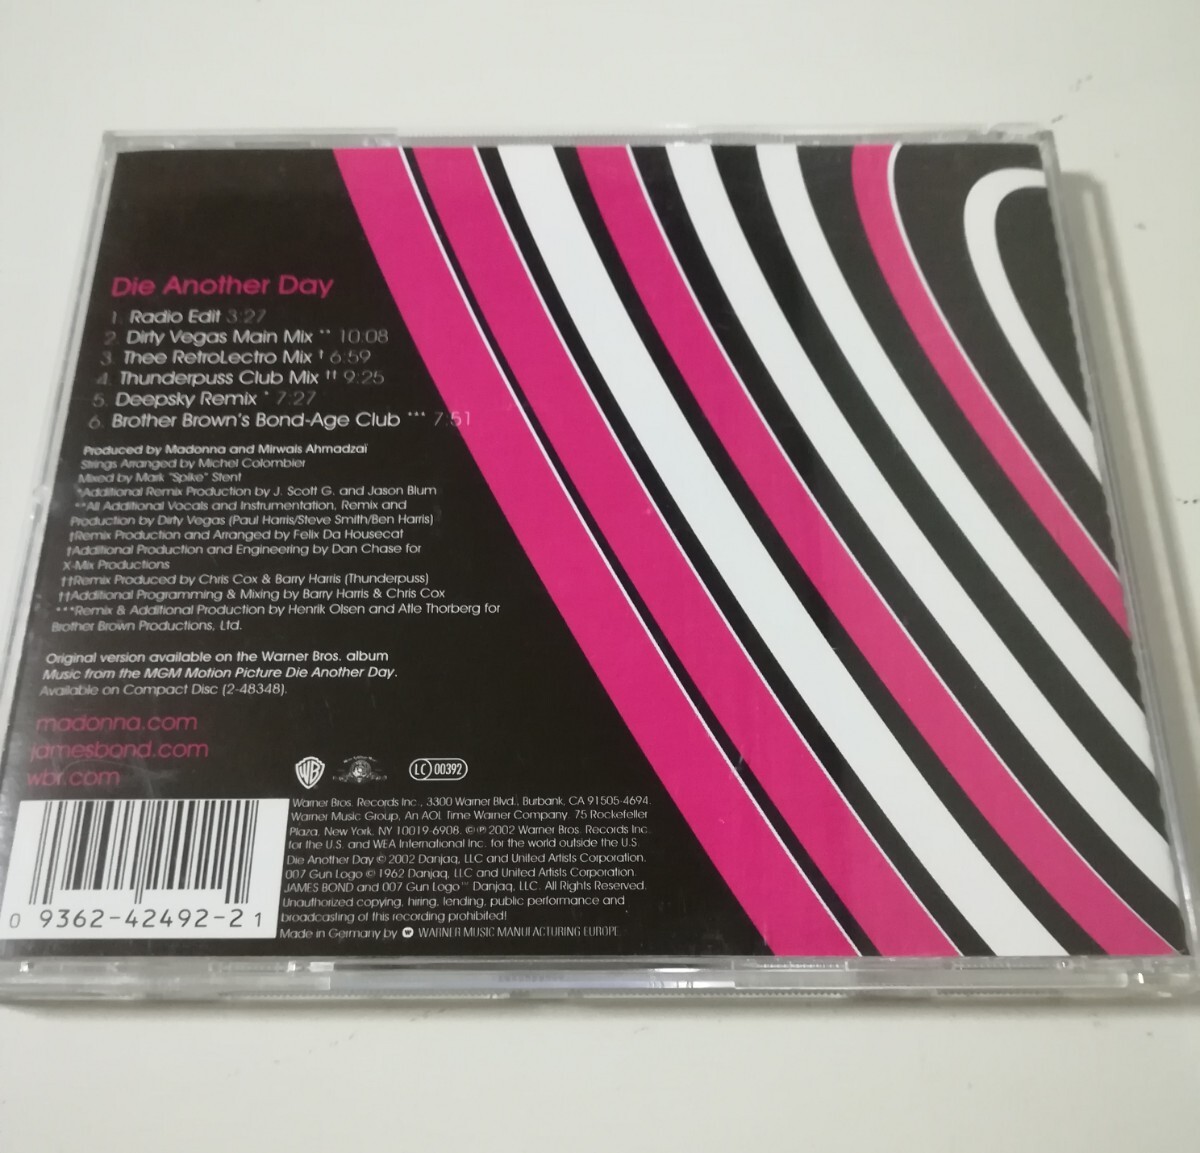 Die Another Day
1. Radio Edit 3:27
2. Dirty Vegas Main Mix ** 10:08
3. Thee RetroLectro Mix † 6:59
4. Thunderpuss Club Mix †† 9:25
5. Deepsky Remix * 7:27
6. Brother Brown's Bond-Age Club *** 7:51
Produced by Madonna and Mirwais Ahmadzaï
Strings Arranged by Michel Colombier
Mixed by Mark "Spike" Stent
*Additional Remix Production by J. Scott G. and Jason Blum
**All Additional Vocals and Instrumentation, Remix and
Production by Dirty Vegas (Paul Harris/Steve Smith/Ben Harris)
†Remix Production and Arranged by Felix Da Housecat
†Additional Production and Engineering by Dan Chase for
X-Mix Productions
††Remix Produced by Chris Cox & Barry Harris (Thunderpuss)
††Additional Programming & Mixing by Barry Harris & Chris Cox
***Remix & Additional Production by Henrik Olsen and Atle Thorberg for
Brother Brown Productions, Ltd.
Original version available on the Warner Bros. album
Music from the MGM Motion Picture Die Another Day.
Available on Compact Disc (2-48348).
madonna.com
jamesbond.com
wbr.com
WB
LC 00392
Warner Bros. Records Inc., 3300 Warner Blvd., Burbank, CA 91505-4694.
Warner Music Group, An AOL Time Warner Company. 75 Rockefeller
Plaza, New York, NY 10019-6908. ©℗ 2002 Warner Bros. Records Inc.
for the U.S. and WEA International Inc. for the world outside the U.S.
Die Another Day © 2002 Danjaq, LLC and United Artists Corporation.
007 Gun Logo © 1962 Danjaq, LLC and United Artists Corporation.
JAMES BOND and 007 Gun Logo ™ Danjaq, LLC. All Rights Reserved.
Unauthorized copying, hiring, lending, public performance and
broadcasting of this recording prohibited!
Made in Germany by WARNER MUSIC MANUFACTURING EUROPE
0 9362-42492-2 1